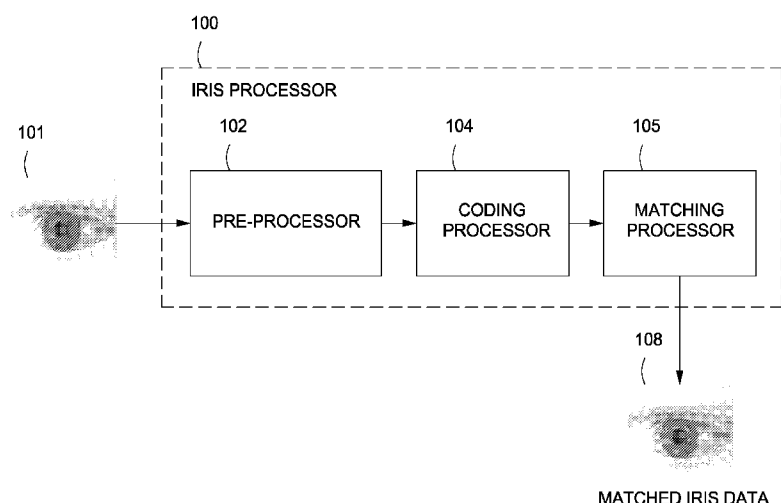 100
IRIS PROCESSOR
101
102
104
105
PRE-PROCESSOR
CODING
PROCESSOR
MATCHING
PROCESSOR
108
MATCHED IRIS DATA